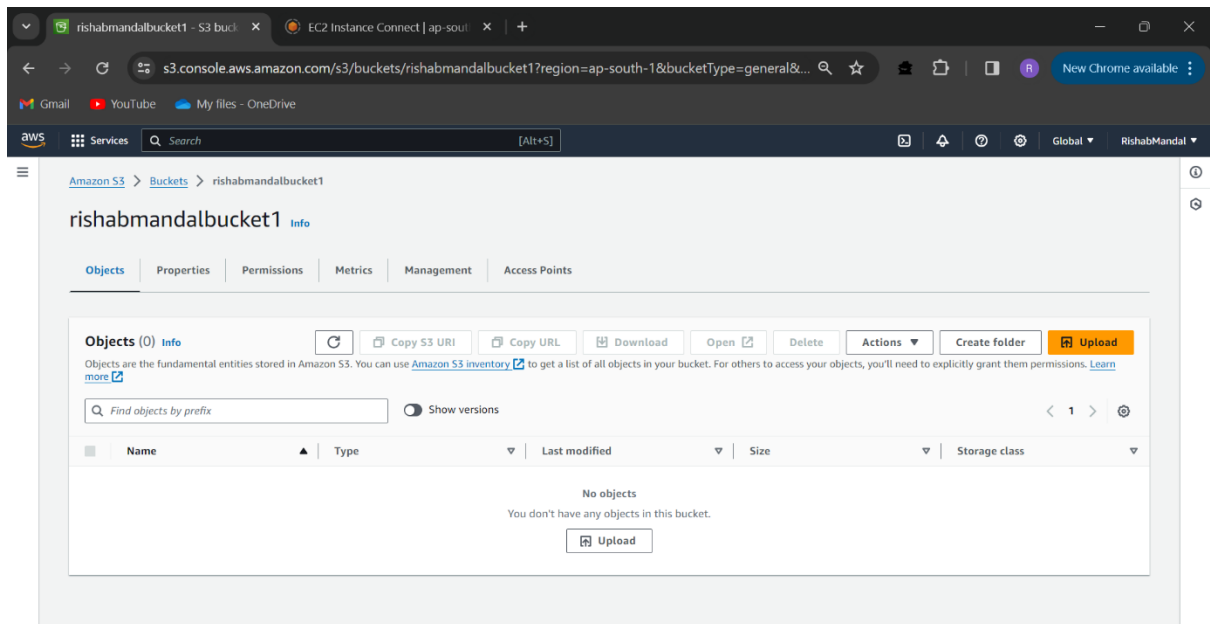 rishabmandalbucket1 - S3 buck
EC2 Instance Connect | ap-sout
s3.console.aws.amazon.com/s3/buckets/rishabmandalbucket1?region=ap-south-1&bucketType=general&...
R
New Chrome available
Gmail
YouTube
My files - OneDrive
aws
Services
Search
[Alt+S]
Global
RishabMandal
Amazon S3 > Buckets > rishabmandalbucket1
rishabmandalbucket1 Info
Objects
Properties
Permissions
Metrics
Management
Access Points
Objects (0) Info
Copy S3 URI
Copy URL
Download
Open
Delete
Actions
Create folder
Upload
Objects are the fundamental entities stored in Amazon S3. You can use Amazon S3 inventory to get a list of all objects in your bucket. For others to access your objects, you'll need to explicitly grant them permissions. Learn
more
Find objects by prefix
Show versions
1
Name
Type
Last modified
Size
Storage class
No objects
You don't have any objects in this bucket.
Upload